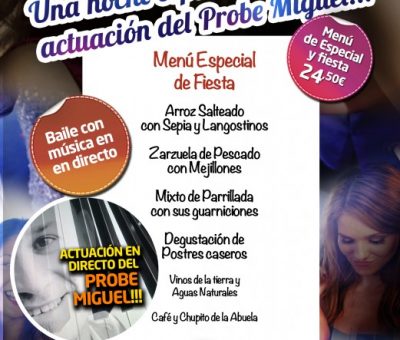 Una noche
actuación del Probe Miguel...
Menú
de Especial
y fiesta
24,50€
Menú Especial
de Fiesta
Baile con
música en
en directo
Arroz Salteado
con Sepia y Langostinos
Zarzuela de Pescado
con Mejillones
Mixto de Parrillada
con sus guarniciones
Degustación de
Postres caseros
Vinos de la tierra y
Aguas Naturales
Café y Chupito de la Abuela
ACTUACIÓN EN
DIRECTO DEL
PROBE
MIGUEL!!!